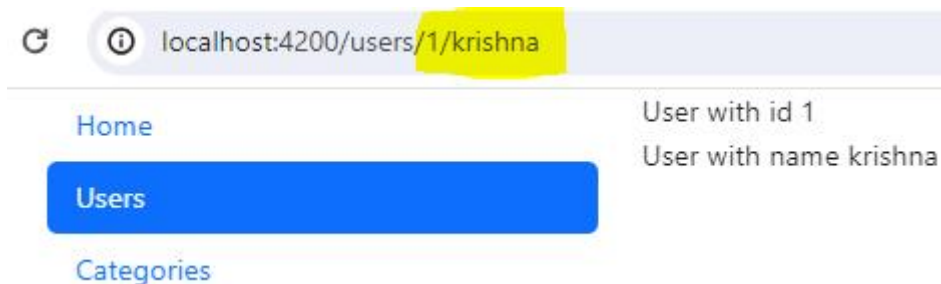 localhost:4200/users/1/krishna
Home
Users
Categories
User with id 1
User with name krishna